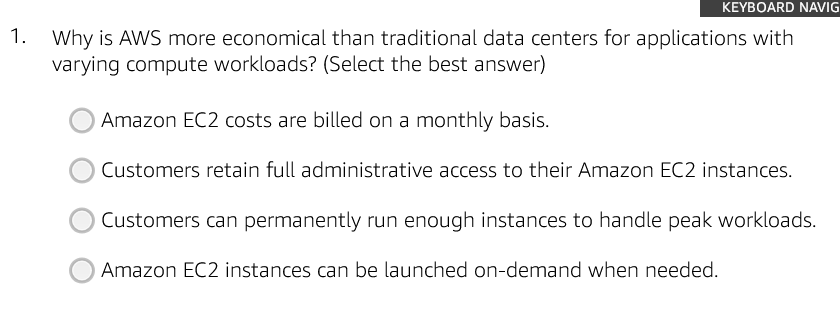 KEYBOARD NAVIG
1. Why is AWS more economical than traditional data centers for applications with
varying compute workloads? (Select the best answer)
Amazon EC2 costs are billed on a monthly basis.
Customers retain full administrative access to their Amazon EC2 instances.
Customers can permanently run enough instances to handle peak workloads.
Amazon EC2 instances can be launched on-demand when needed.